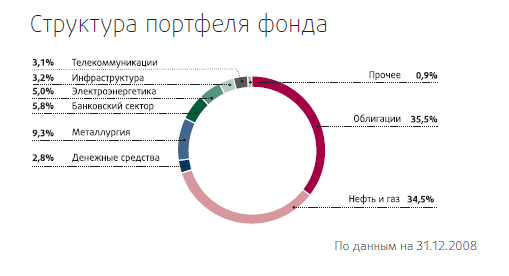 Структура портфеля фонда
3,1% Телекоммуникации
3,2% Инфраструктура
5,0% Электроэнергетика
5,8% Банковский сектор
9,3% Металлургия
2,8% Денежные средства
Прочее 0,9%
Облигации 35,5%
Нефть и газ 34,5%
По данным на 31.12.2008